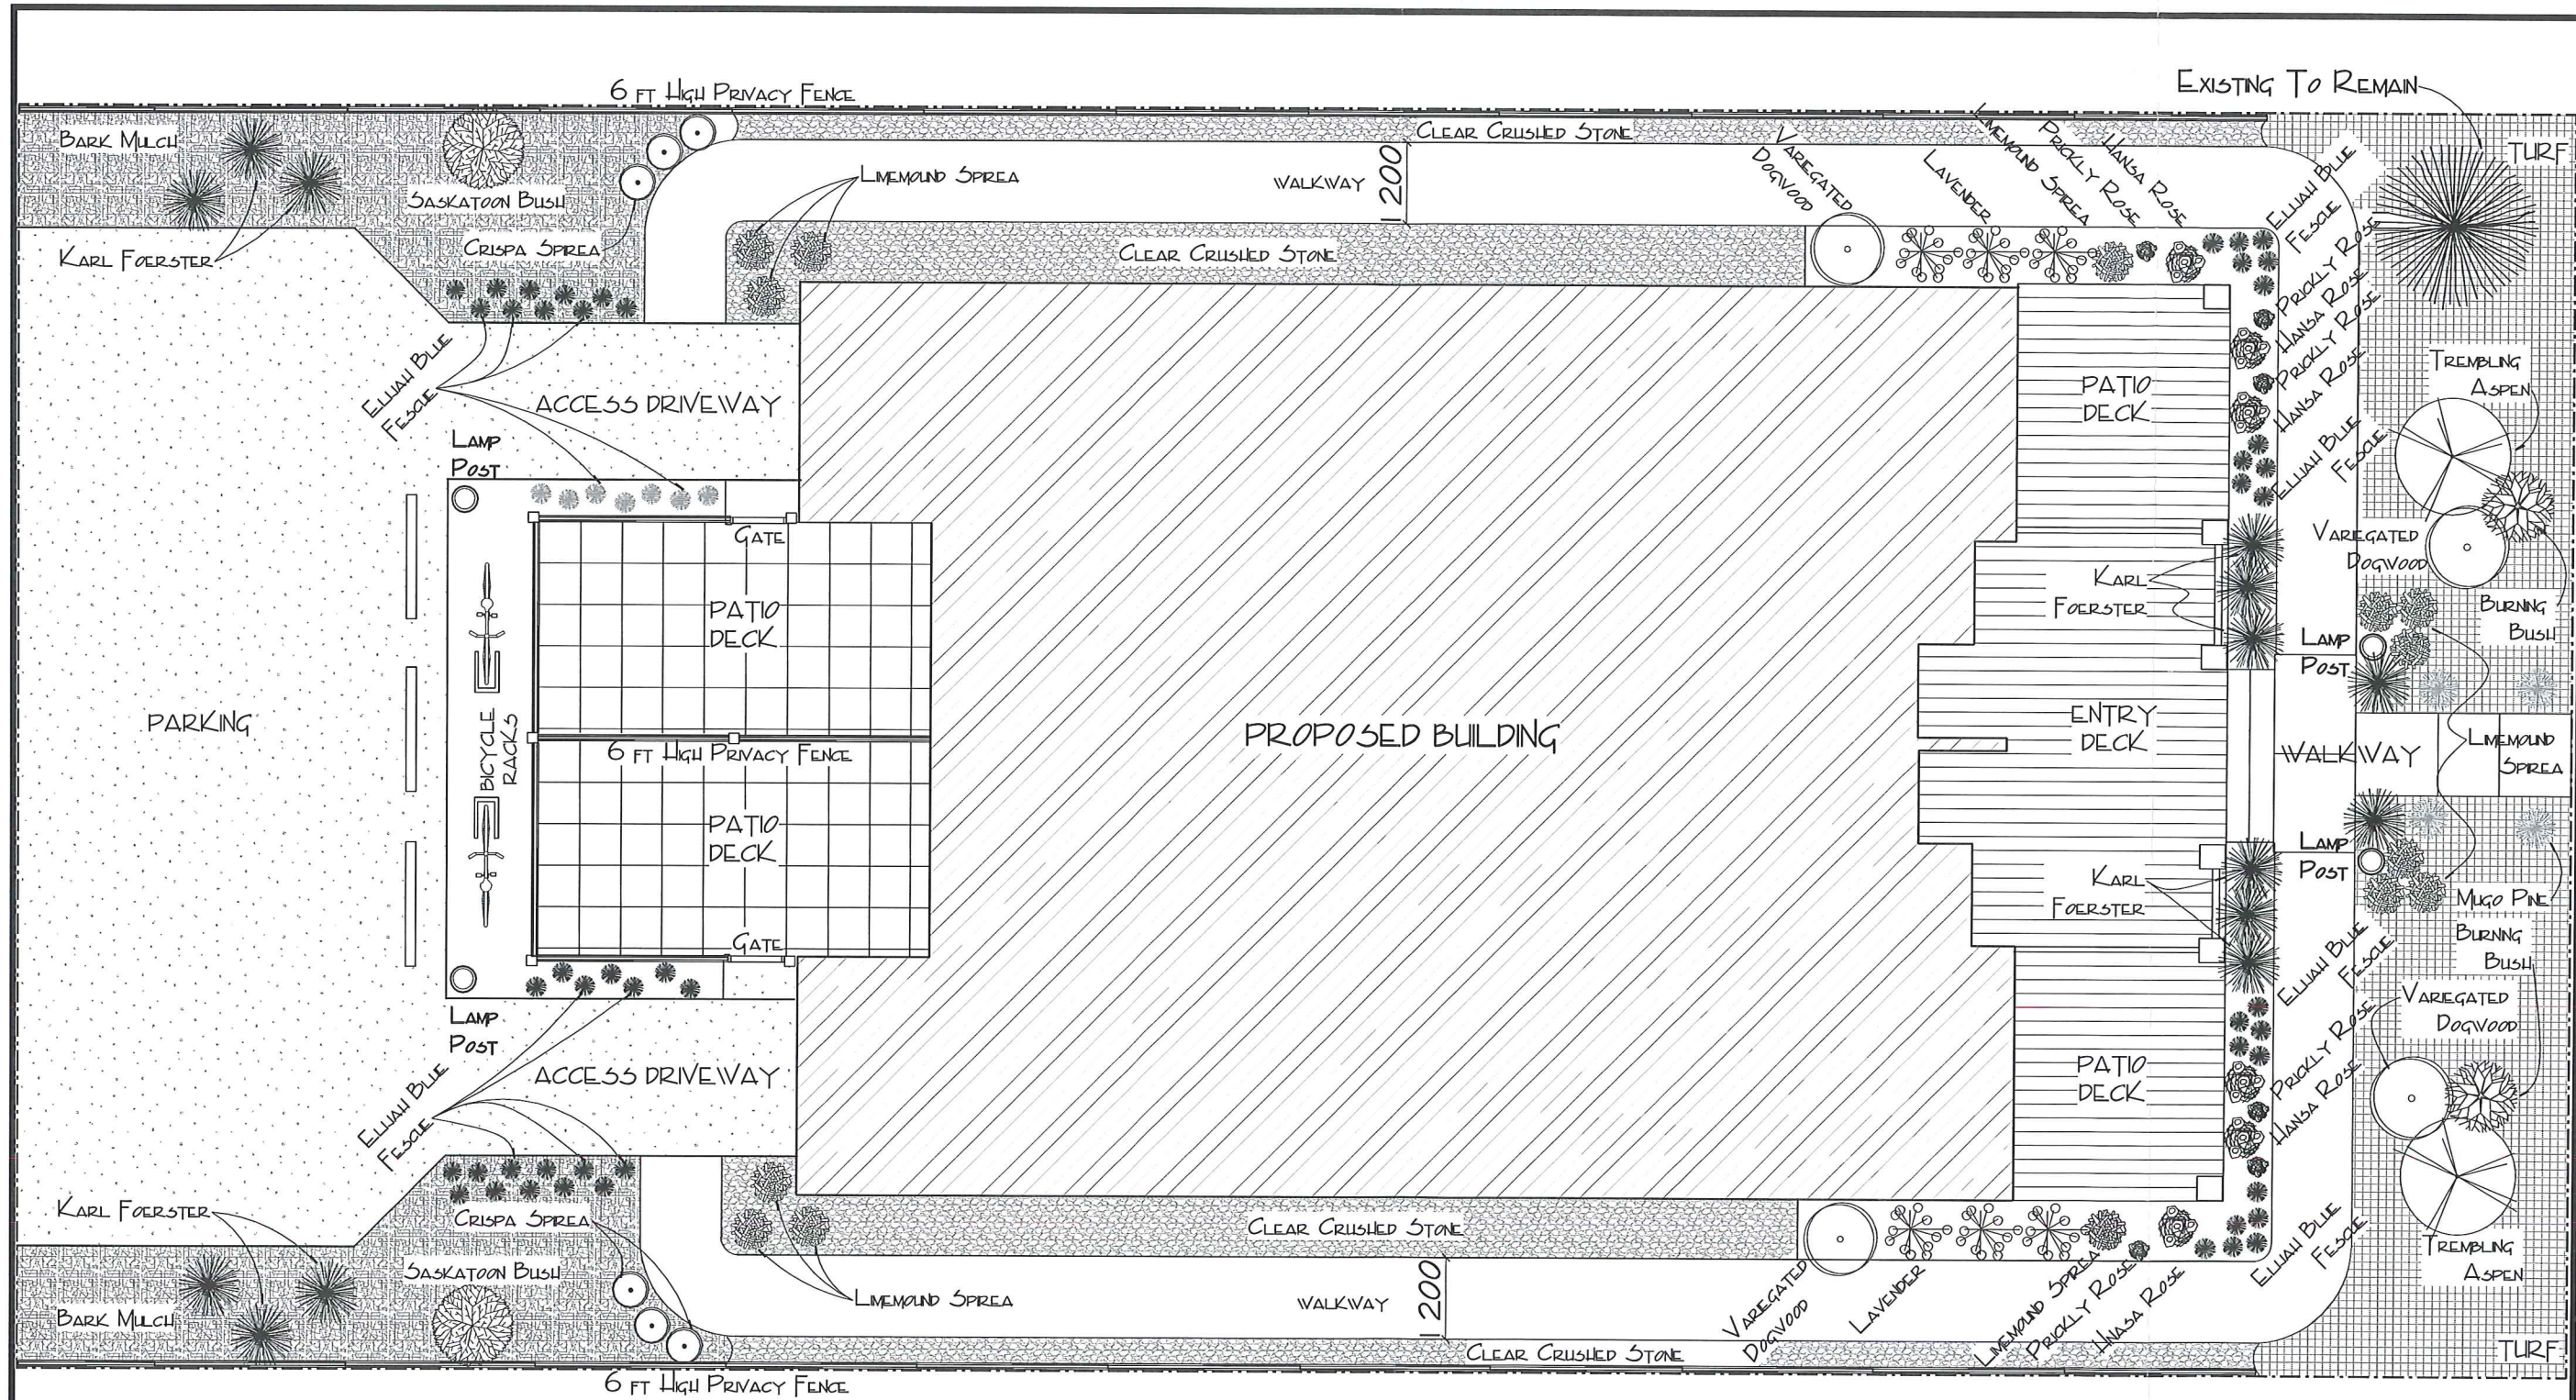 6 FT HIGH PRIVACY FENCE
EXISTING TO REMAIN
BARK MULCH
CLEAR CRUSHED STONE
TURF
SASKATOON BUSH
LIMEMOUND SPIREA
WALKWAY
1200
VARIEGATED
DOGWOOD
LAVENDER
LIMEMOUND SPIREA
PRICKLY ROSE
HANSA ROSE
ELIJAH BLUE
FESCUE
KARL FOERSTER
CRISPA SPIREA
CLEAR CRUSHED STONE
PRICKLY ROSE
HANSA ROSE
PRICKLY ROSE
HANSA ROSE
ELIJAH BLUE
FESCUE
ELIJAH BLUE
FESCUE
ACCESS DRIVEWAY
PATIO
DECK
TREMBLING
ASPEN
LAMP
POST
GATE
VARIEGATED
DOGWOOD
PATIO
DECK
KARL
FOERSTER
BURNING
BUSH
LAMP
POST
PARKING
BICYCLE
RACKS
6 FT HIGH PRIVACY FENCE
PROPOSED BUILDING
ENTRY
DECK
WALKWAY
LIMEMOUND
SPIREA
PATIO
DECK
LAMP
POST
KARL
FOERSTER
MUGO PINE
GATE
ELIJAH BLUE
FESCUE
BURNING
BUSH
LAMP
POST
VARIEGATED
DOGWOOD
PRICKLY ROSE
HANSA ROSE
ACCESS DRIVEWAY
PATIO
DECK
ELIJAH BLUE
FESCUE
KARL FOERSTER
CRISPA SPIREA
CLEAR CRUSHED STONE
ELIJAH BLUE
FESCUE
TREMBLING
ASPEN
SASKATOON BUSH
BARK MULCH
LIMEMOUND SPIREA
WALKWAY
1200
VARIEGATED
DOGWOOD
LAVENDER
LIMEMOUND SPIREA
PRICKLY ROSE
HNASA ROSE
CLEAR CRUSHED STONE
TURF
6 FT HIGH PRIVACY FENCE